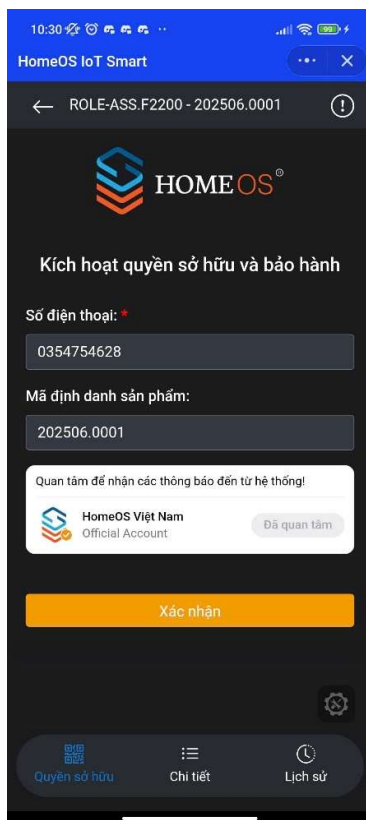 10:30
99
HomeOS IoT Smart
ROLE-ASS.F2200 - 202506.0001
HOMEOS®
Kích hoạt quyền sở hữu và bảo hành
Số điện thoại: *
0354754628
Mã định danh sản phẩm:
202506.0001
Quan tâm để nhận các thông báo đến từ hệ thống!
HomeOS Việt Nam
Official Account
Đã quan tâm
Xác nhận
Quyền sở hữu
Chi tiết
Lịch sử